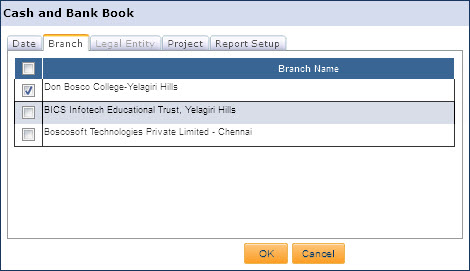 Cash and Bank Book
Date Branch Legal Entity Project Report Setup
Branch Name
Don Bosco College-Yelagiri Hills
BICS Infotech Educational Trust, Yelagiri Hills
Boscosoft Technologies Private Limited - Chennai
OK Cancel